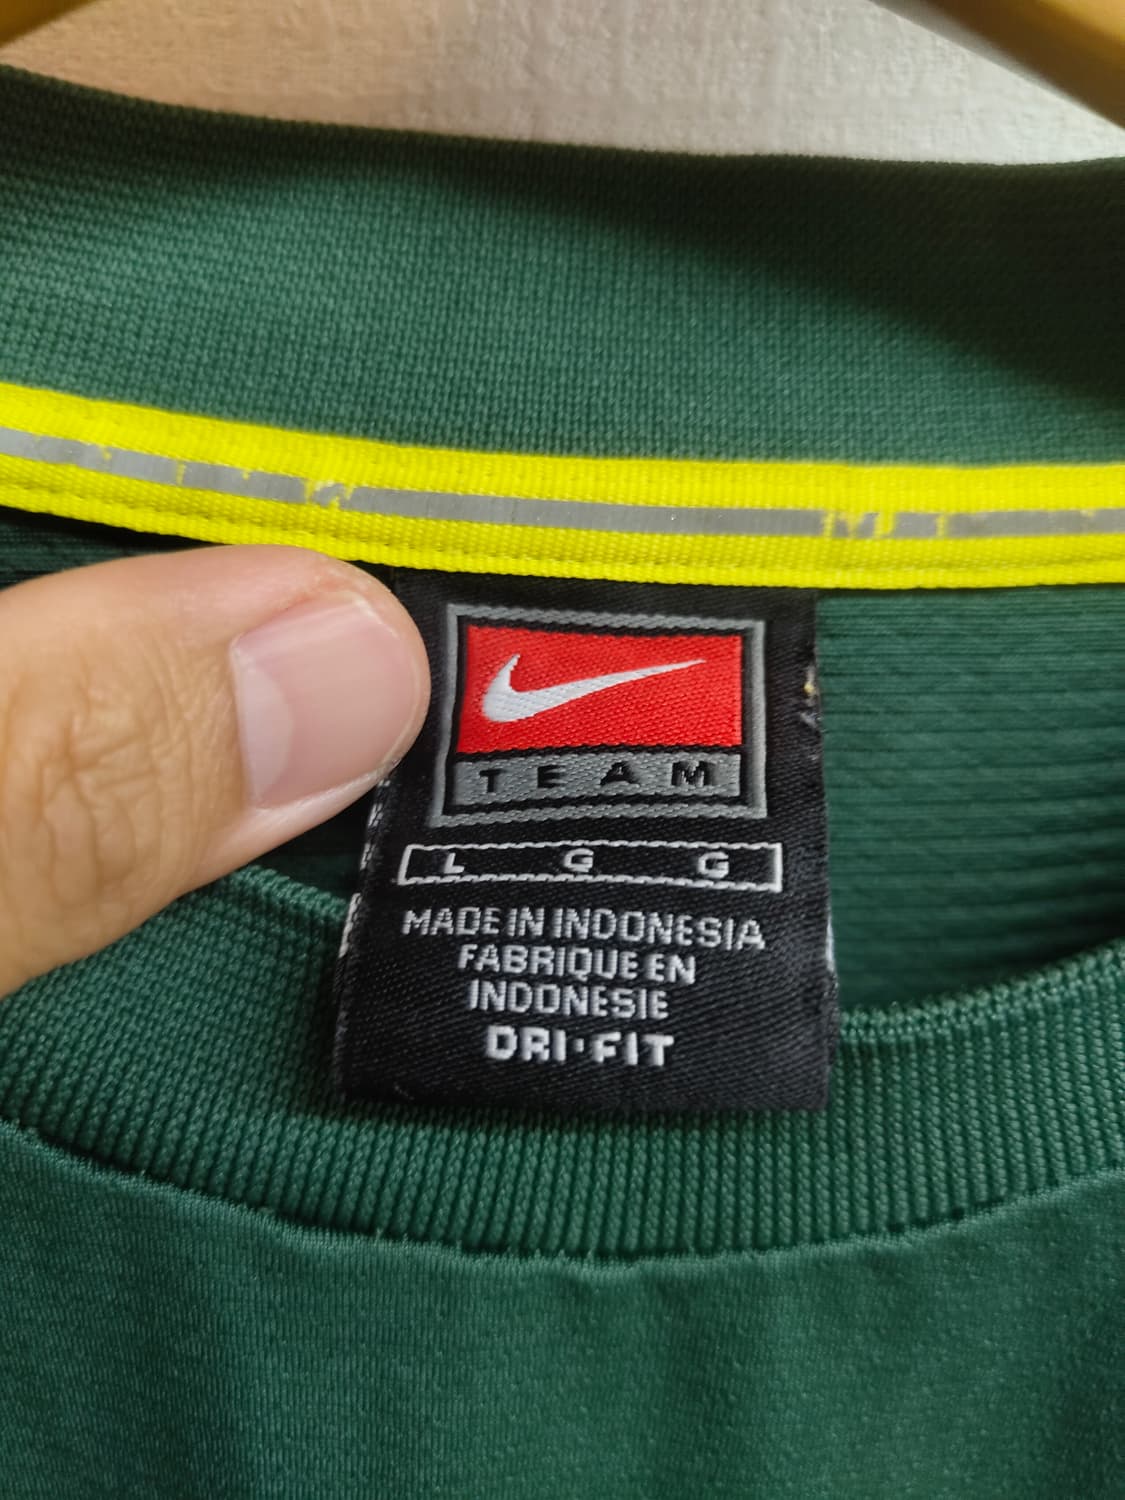 TEAM
L G G
MADE IN INDONESIA
FABRIQUE EN
INDONESIE
DRI·FIT